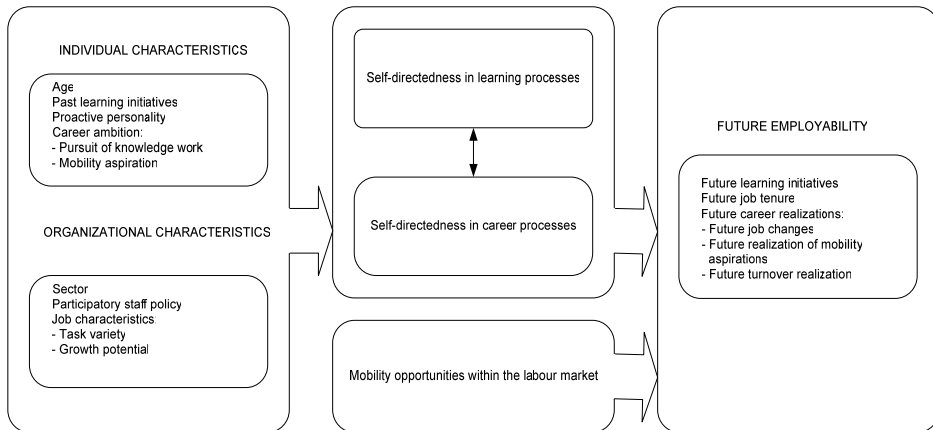 INDIVIDUAL CHARACTERISTICS
Age
Past learning initiatives
Proactive personality
Career ambition:
- Pursuit of knowledge work
- Mobility aspiration
ORGANIZATIONAL CHARACTERISTICS
Sector
Participatory staff policy
Job characteristics:
- Task variety
- Growth potential
Self-directedness in learning processes
Self-directedness in career processes
Mobility opportunities within the labour market
FUTURE EMPLOYABILITY
Future learning initiatives
Future job tenure
Future career realizations:
- Future job changes
- Future realization of mobility
aspirations
- Future turnover realization